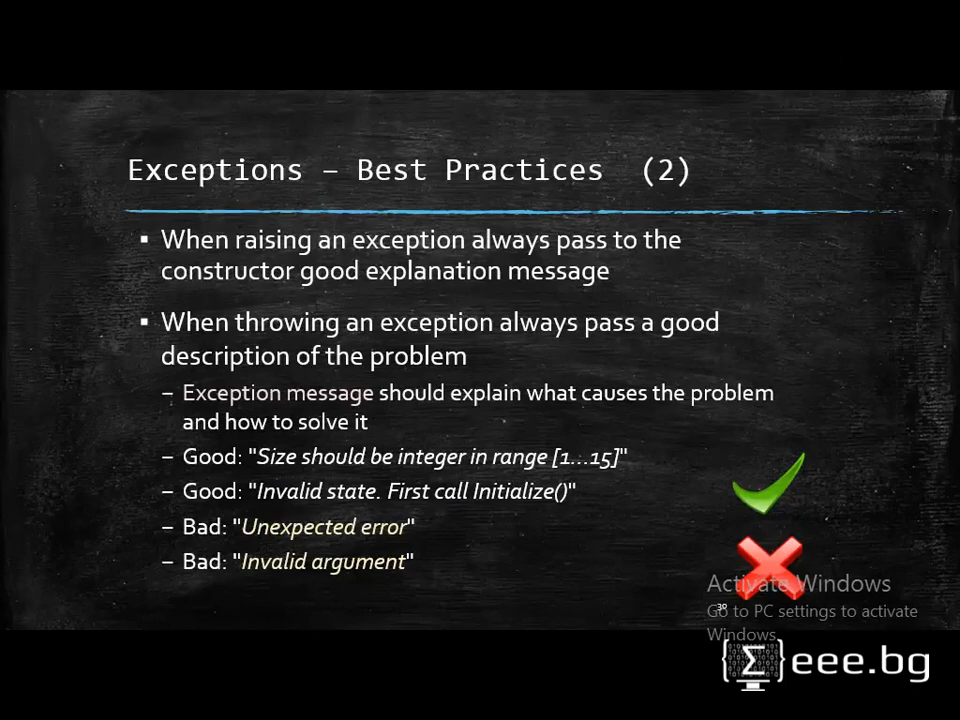 Exceptions – Best Practices (2)
▪ When raising an exception always pass to the
constructor good explanation message
▪ When throwing an exception always pass a good
description of the problem
– Exception message should explain what causes the problem
and how to solve it
– Good: "Size should be integer in range [1…15]"
– Good: "Invalid state. First call Initialize()"
– Bad: "Unexpected error"
– Bad: "Invalid argument"
Activate Windows
30
Go to PC settings to activate
Windows.
{Σ}eee.bg